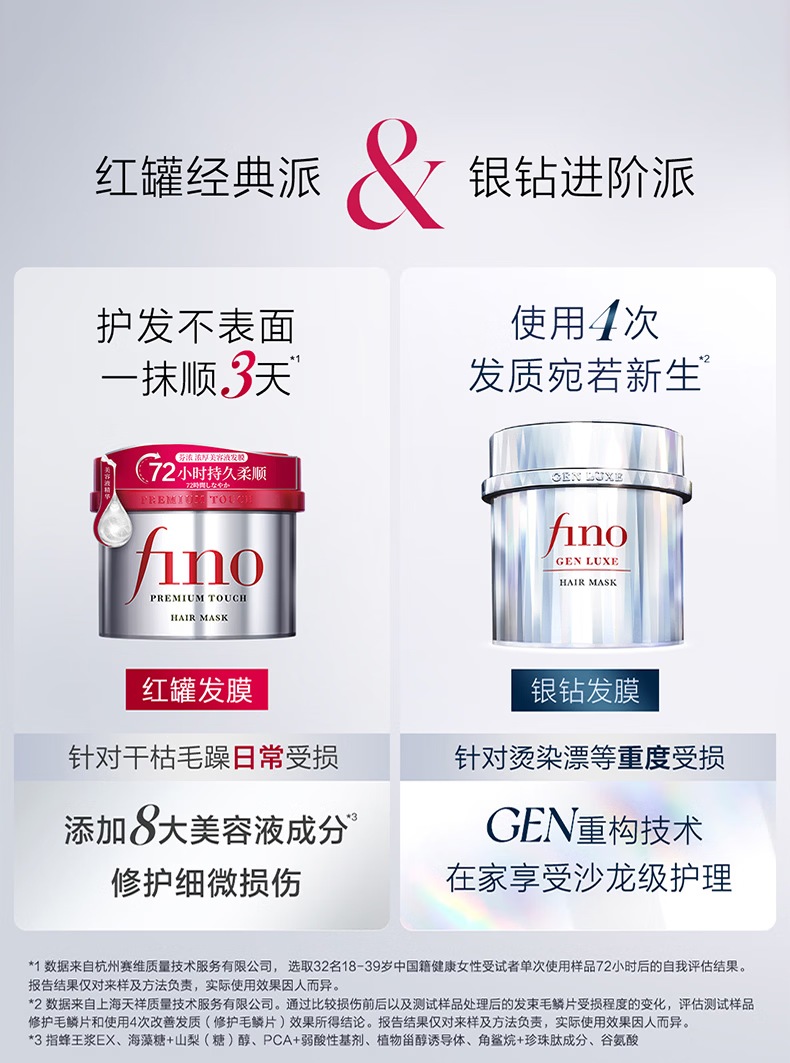 红罐经典派 & 银钻进阶派
护发不表面
一抹顺3天*1
芬浓 浓厚美容液发膜
72小时持久柔顺
72時間しなやか
美容液精华
PREMIUM TOUCH
fino
PREMIUM TOUCH
HAIR MASK
红罐发膜
针对干枯毛躁日常受损
添加8大美容液成分*3
修护细微损伤
使用4次
发质宛若新生*2
GEN LUXE
fino
GEN LUXE
HAIR MASK
银钻发膜
针对烫染漂等重度受损
GEN重构技术
在家享受沙龙级护理
*1 数据来自杭州赛维质量技术服务有限公司， 选取32名18-39岁中国籍健康女性受试者单次使用样品72小时后的自我评估结果。
报告结果仅对来样及方法负责，实际使用效果因人而异。
*2 数据来自上海天祥质量技术服务有限公司。通过比较损伤前后以及测试样品处理后的发束毛鳞片受损程度的变化，评估测试样品
修护毛鳞片和使用4次改善发质（修护毛鳞片）效果所得结论。报告结果仅对来样及方法负责，实际使用效果因人而异。
*3 指蜂王浆EX、海藻糖+山梨（糖）醇、PCA+弱酸性基剂、植物甾醇诱导体、角鲨烷+珍珠肽成分、谷氨酸